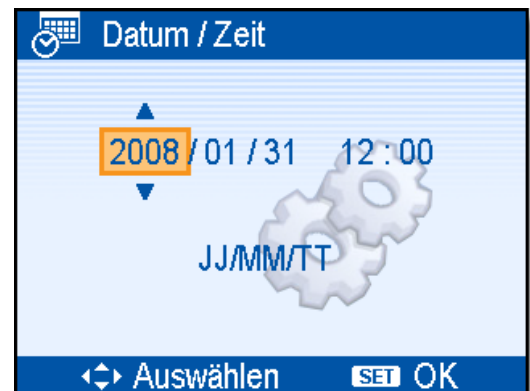 Datum / Zeit
2008 / 01 / 31 12 : 00
JJ/MM/TT
Auswählen SET OK